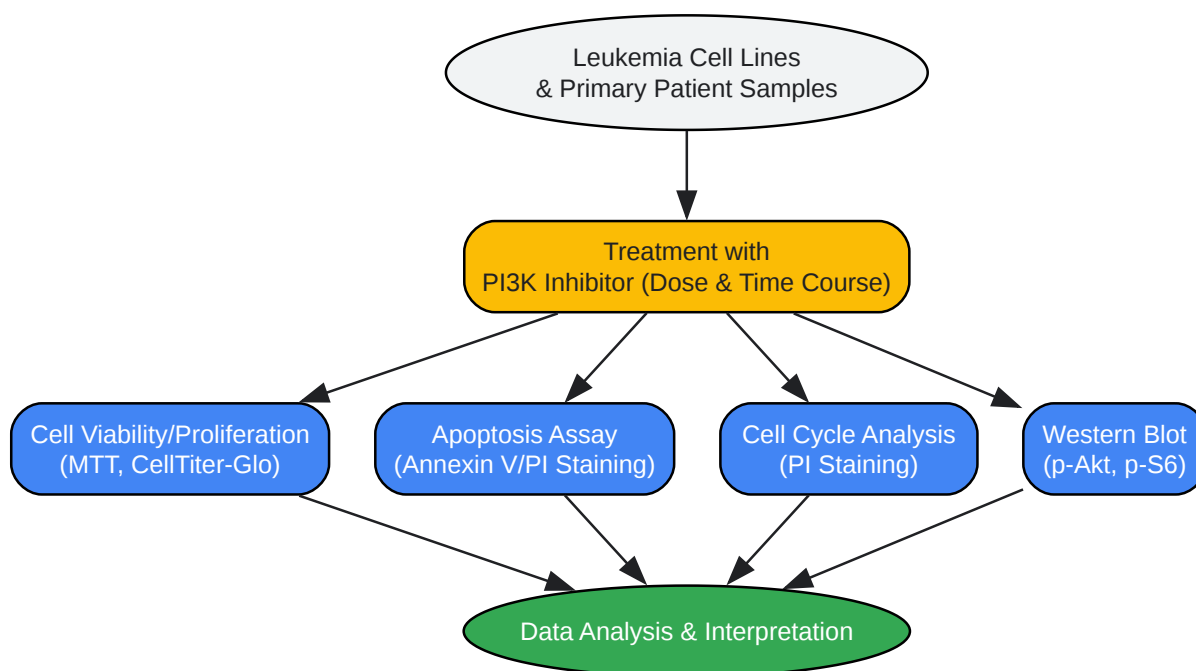 Leukemia Cell Lines
& Primary Patient Samples
Treatment with
PI3K Inhibitor (Dose & Time Course)
Cell Viability/Proliferation
(MTT, CellTiter-Glo)
Apoptosis Assay
(Annexin V/PI Staining)
Cell Cycle Analysis
(PI Staining)
Western Blot
(p-Akt, p-S6)
Data Analysis & Interpretation